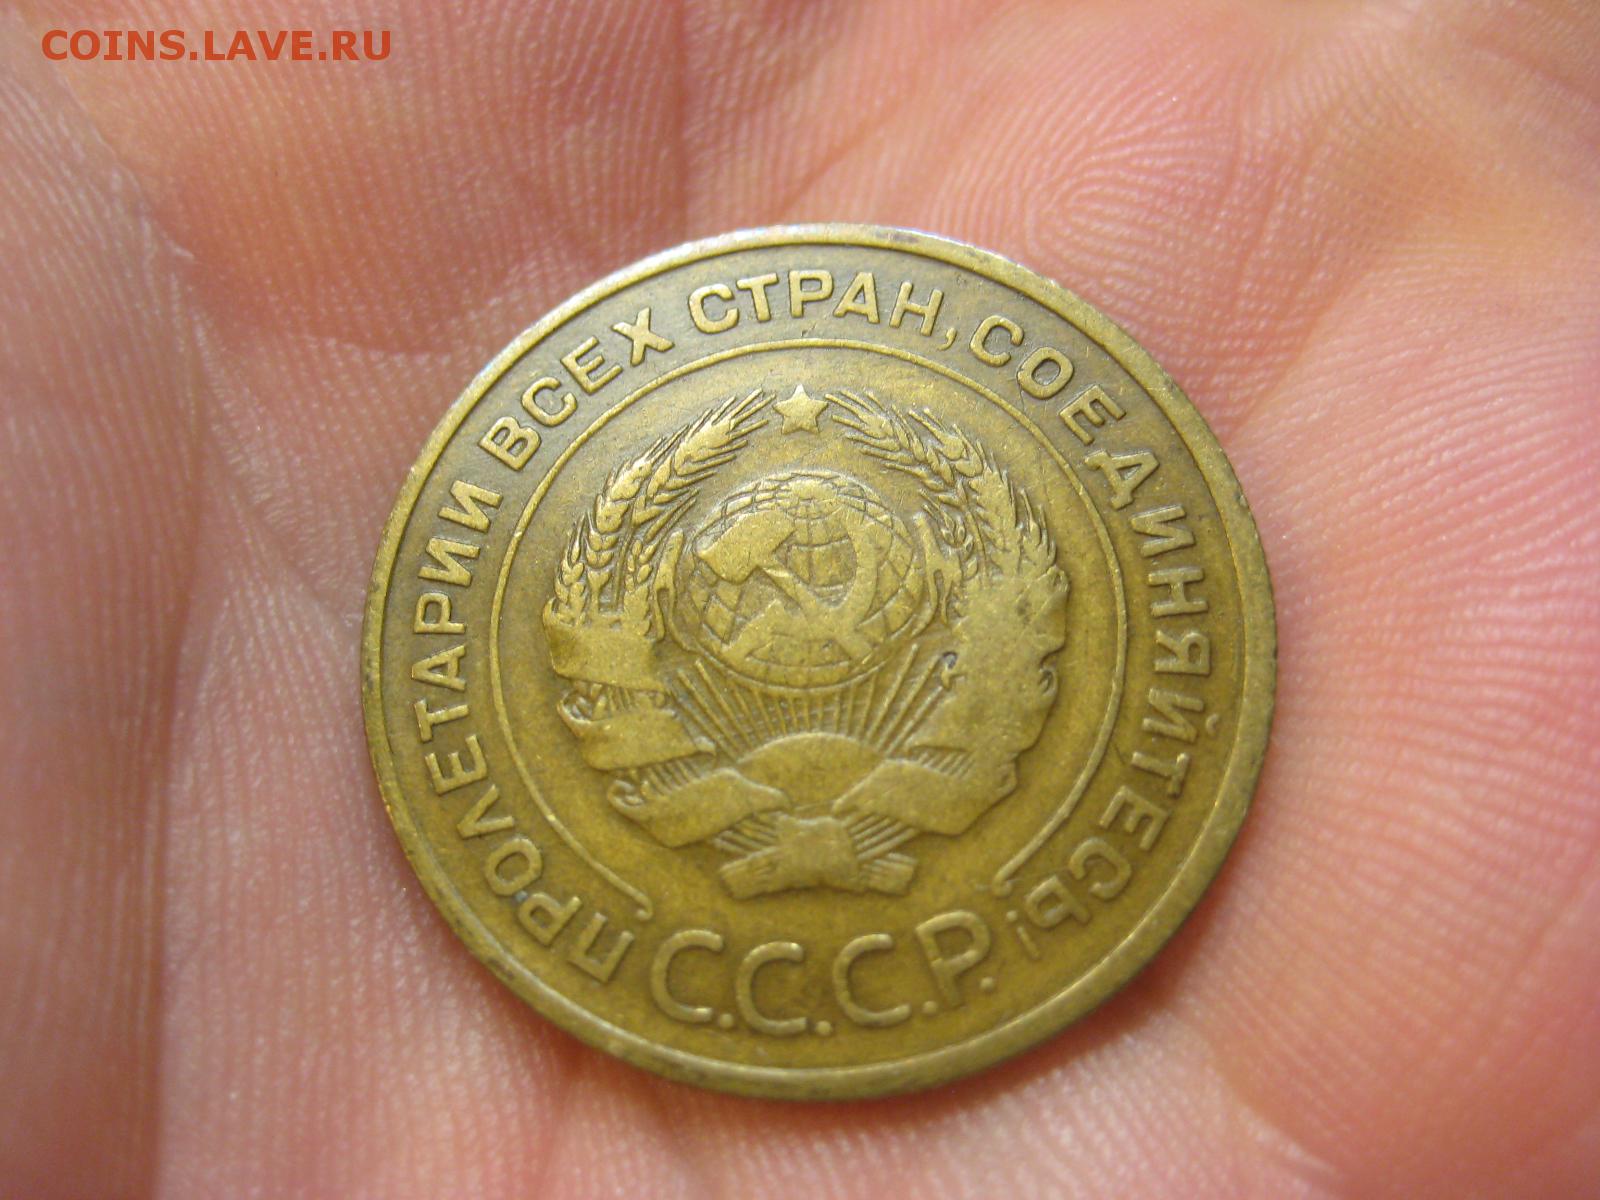 COINS.LAVE.RU
ПРОЛЕТАРИИ ВСЕХ СТРАН, СОЕДИНЯЙТЕСЬ!
С.С.С.Р.